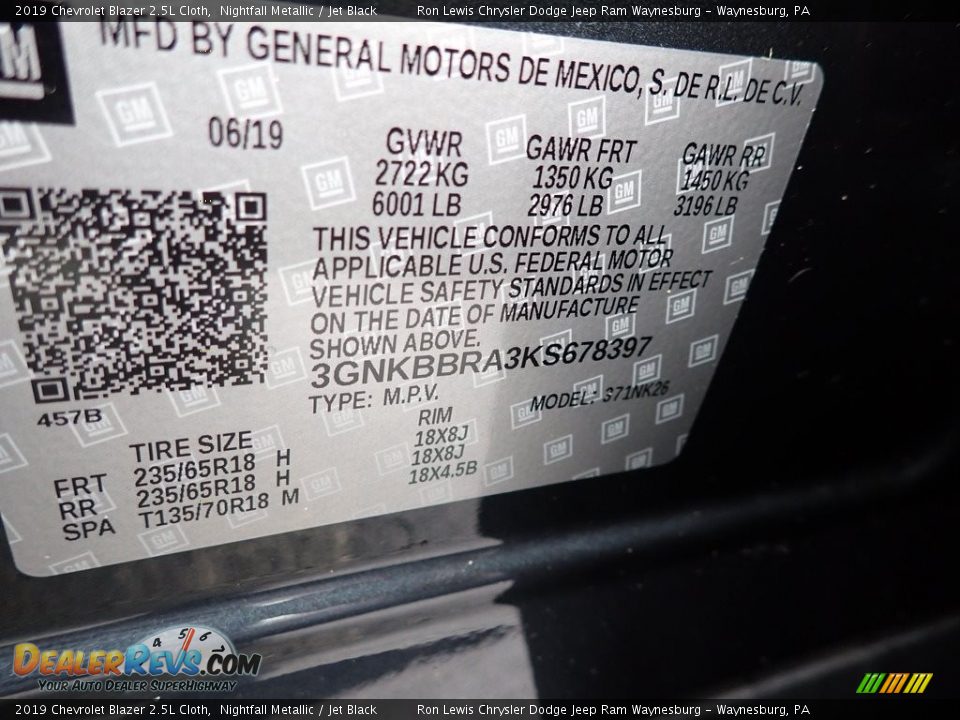 2019 Chevrolet Blazer 2.5L Cloth, Nightfall Metallic / Jet Black Ron Lewis Chrysler Dodge Jeep Ram Waynesburg - Waynesburg, PA
GM
MFD BY GENERAL MOTORS DE MEXICO, S. DE R.L. DE C.V.
06/19
GVWR GAWR FRT GAWR RR
2722 KG 1350 KG 1450 KG
6001 LB 2976 LB 3196 LB
THIS VEHICLE CONFORMS TO ALL
APPLICABLE U.S. FEDERAL MOTOR
VEHICLE SAFETY STANDARDS IN EFFECT
ON THE DATE OF MANUFACTURE
SHOWN ABOVE.
3GNKBBRA3KS678397
TYPE: M.P.V. MODEL:
457B
TIRE SIZE RIM
FRT 235/65R18 H 18X8J
RR 235/65R18 H 18X8J
SPA T135/70R18 M 18X4.5B
4 5 6
DealerRevs.com
Your Auto Dealer SuperHighway
2019 Chevrolet Blazer 2.5L Cloth, Nightfall Metallic / Jet Black Ron Lewis Chrysler Dodge Jeep Ram Waynesburg - Waynesburg, PA